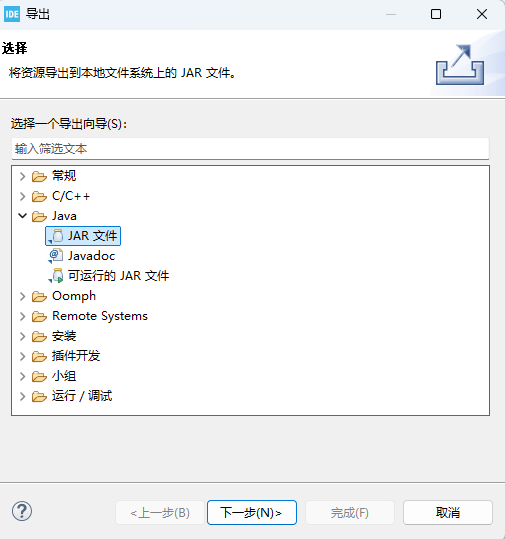 IDE 导出
选择
将资源导出到本地文件系统上的 JAR 文件。
选择一个导出向导(S):
输入筛选文本
常规
C/C++
Java
JAR 文件
Javadoc
可运行的 JAR 文件
Oomph
Remote Systems
安装
插件开发
小组
运行 / 调试
? <上一步(B) 下一步(N)> 完成(F) 取消